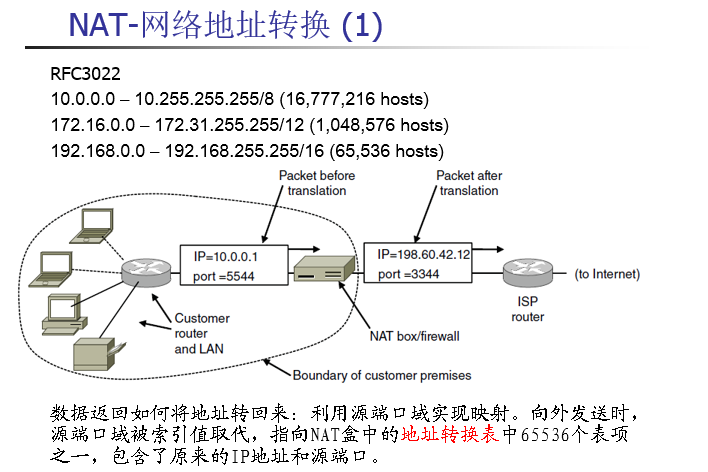 NAT-网络地址转换 (1)
RFC3022
10.0.0.0 – 10.255.255.255/8 (16,777,216 hosts)
172.16.0.0 – 172.31.255.255/12 (1,048,576 hosts)
192.168.0.0 – 192.168.255.255/16 (65,536 hosts)
Packet before
translation
Packet after
translation
IP=10.0.0.1
port =5544
IP=198.60.42.12
port =3344
(to Internet)
ISP
router
Customer
router
and LAN
NAT box/firewall
Boundary of customer premises
数据返回如何将地址转回来：利用源端口域实现映射。向外发送时，
源端口域被索引值取代，指向NAT盒中的地址转换表中65536个表项
之一，包含了原来的IP地址和源端口。